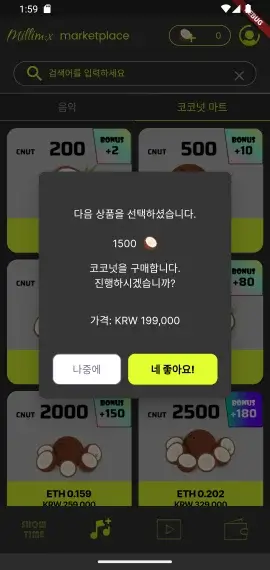 1:59
DEBUG
Millimx marketplace
0
검색어를 입력하세요
음악
코코넛 마트
CNUT 200 BONUS +2
CNUT 500 BONUS +10
다음 상품을 선택하셨습니다.
1500
코코넛을 구매합니다.
진행하시겠습니까?
가격: KRW 199,000
나중에
네 좋아요!
+80
CNUT 2000 BONUS +150
CNUT 2500 BONUS +180
ETH 0.159
KRW 259,000
ETH 0.202
KRW 329,000
FROM
TIME